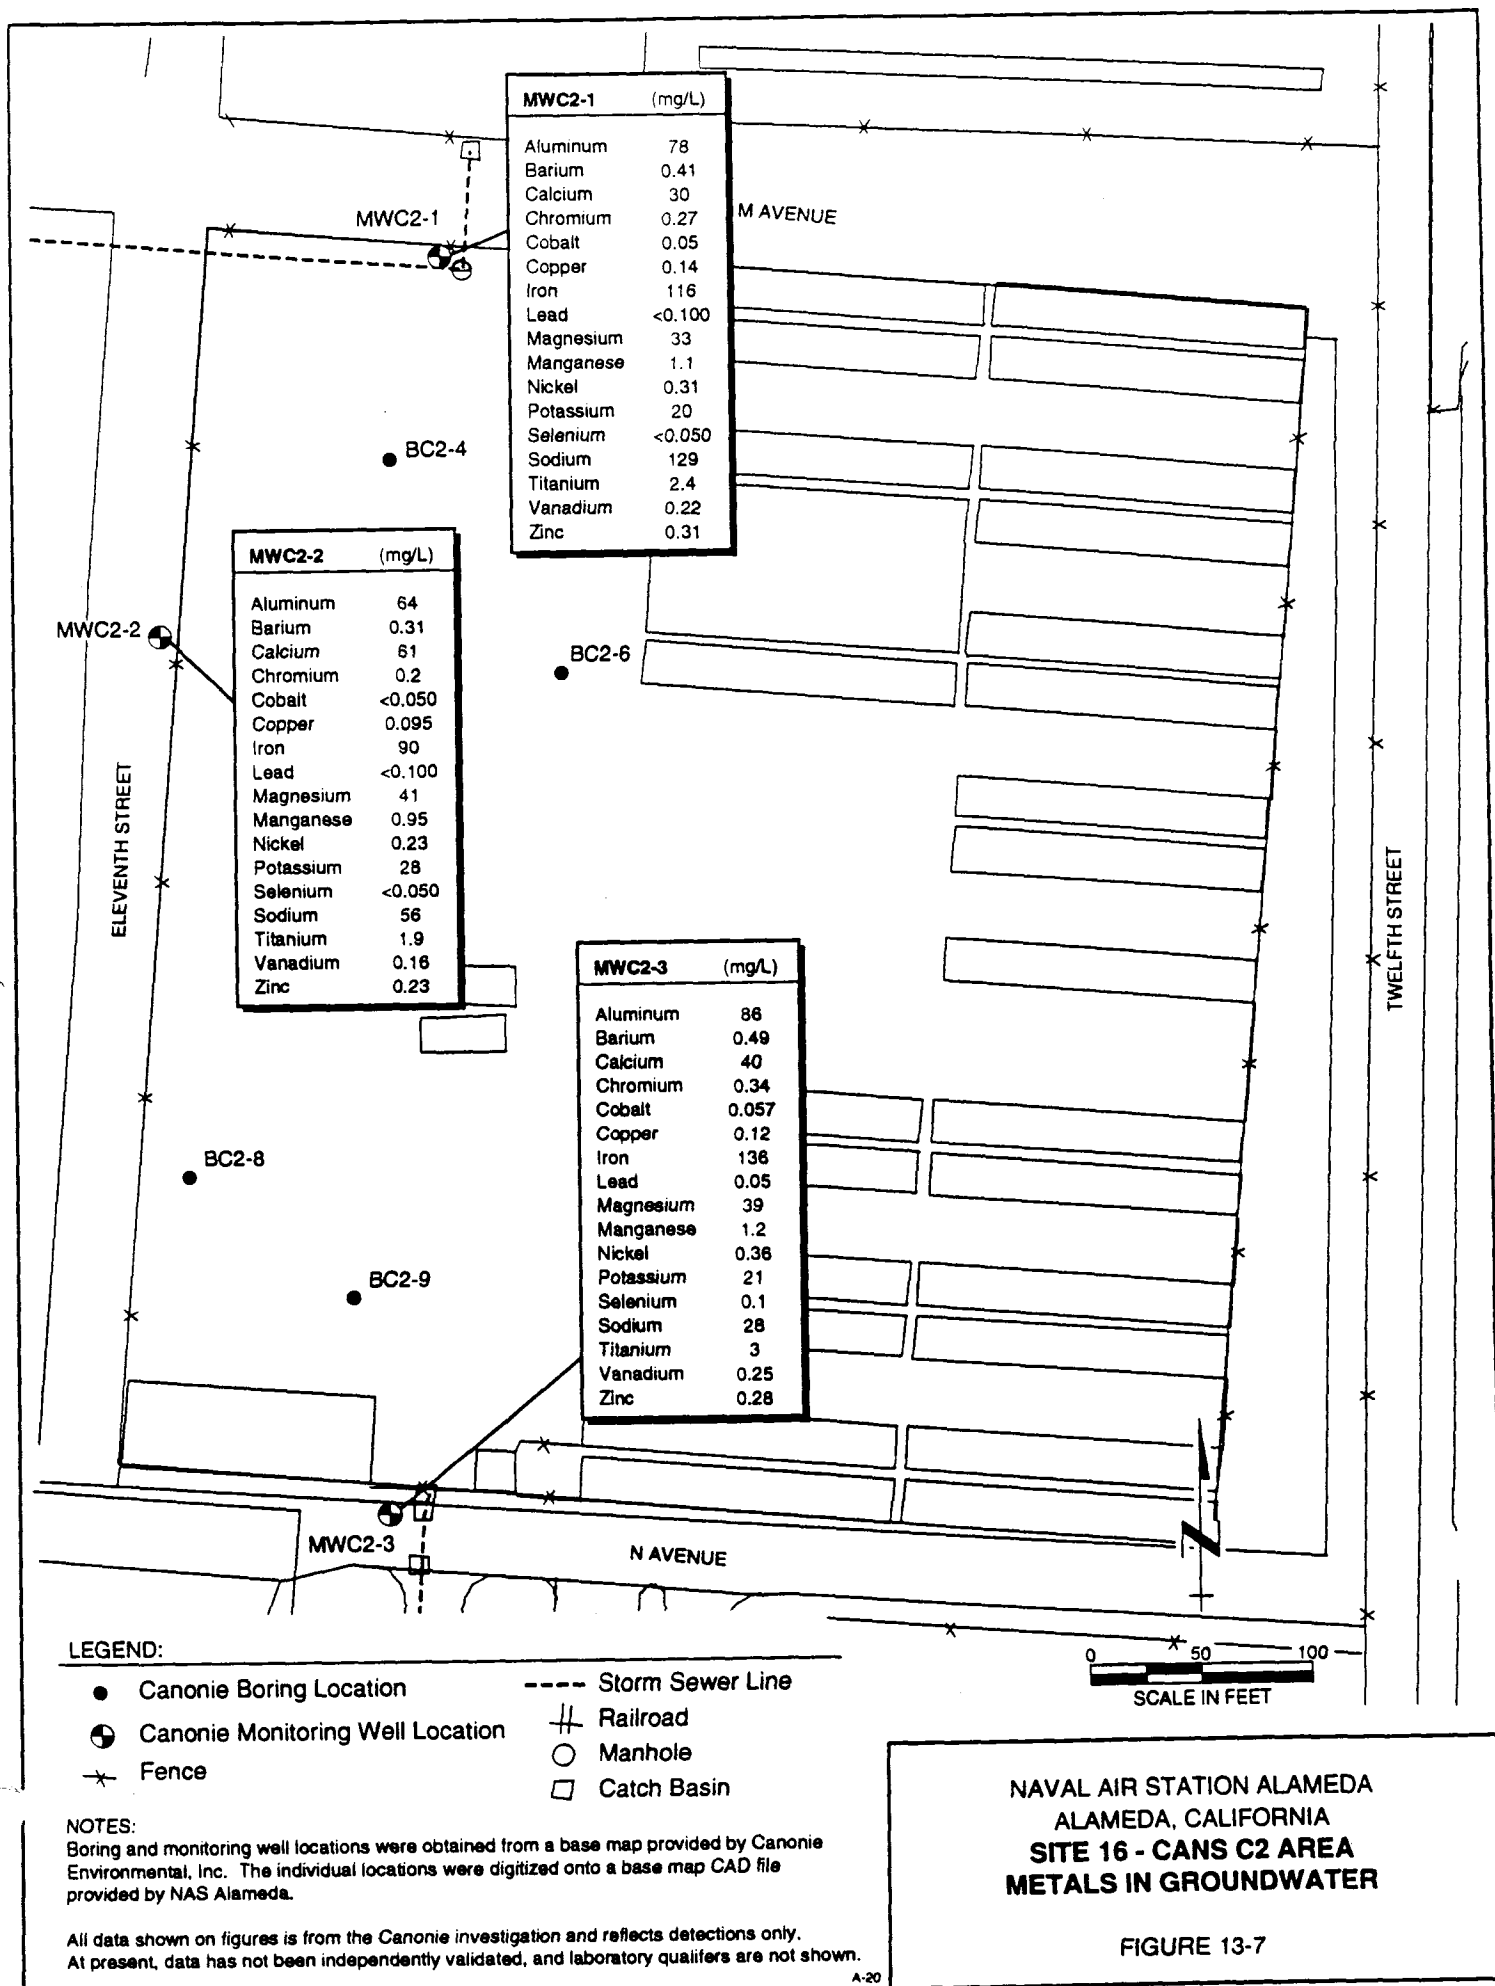 MWC2-1 (mg/L)
Aluminum 78
Barium 0.41
Calcium 30
Chromium 0.27
Cobalt 0.05
Copper 0.14
Iron 116
Lead <0.100
Magnesium 33
Manganese 1.1
Nickel 0.31
Potassium 20
Selenium <0.050
Sodium 129
Titanium 2.4
Vanadium 0.22
Zinc 0.31
MWC2-1
M AVENUE
BC2-4
MWC2-2 (mg/L)
Aluminum 64
Barium 0.31
Calcium 61
Chromium 0.2
Cobalt <0.050
Copper 0.095
Iron 90
Lead <0.100
Magnesium 41
Manganese 0.95
Nickel 0.23
Potassium 28
Selenium <0.050
Sodium 56
Titanium 1.9
Vanadium 0.16
Zinc 0.23
MWC2-2
BC2-6
ELEVENTH STREET
TWELFTH STREET
MWC2-3 (mg/L)
Aluminum 86
Barium 0.49
Calcium 40
Chromium 0.34
Cobalt 0.057
Copper 0.12
Iron 136
Lead 0.05
Magnesium 39
Manganese 1.2
Nickel 0.36
Potassium 21
Selenium 0.1
Sodium 28
Titanium 3
Vanadium 0.25
Zinc 0.28
BC2-8
BC2-9
MWC2-3
N AVENUE
N
0 50 100
SCALE IN FEET
LEGEND:
Canonie Boring Location
Canonie Monitoring Well Location
Fence
Storm Sewer Line
Railroad
Manhole
Catch Basin
NOTES:
Boring and monitoring well locations were obtained from a base map provided by Canonie
Environmental, Inc. The individual locations were digitized onto a base map CAD file
provided by NAS Alameda.
All data shown on figures is from the Canonie investigation and reflects detections only.
At present, data has not been independently validated, and laboratory qualifers are not shown.
A-20
NAVAL AIR STATION ALAMEDA
ALAMEDA, CALIFORNIA
SITE 16 - CANS C2 AREA
METALS IN GROUNDWATER
FIGURE 13-7